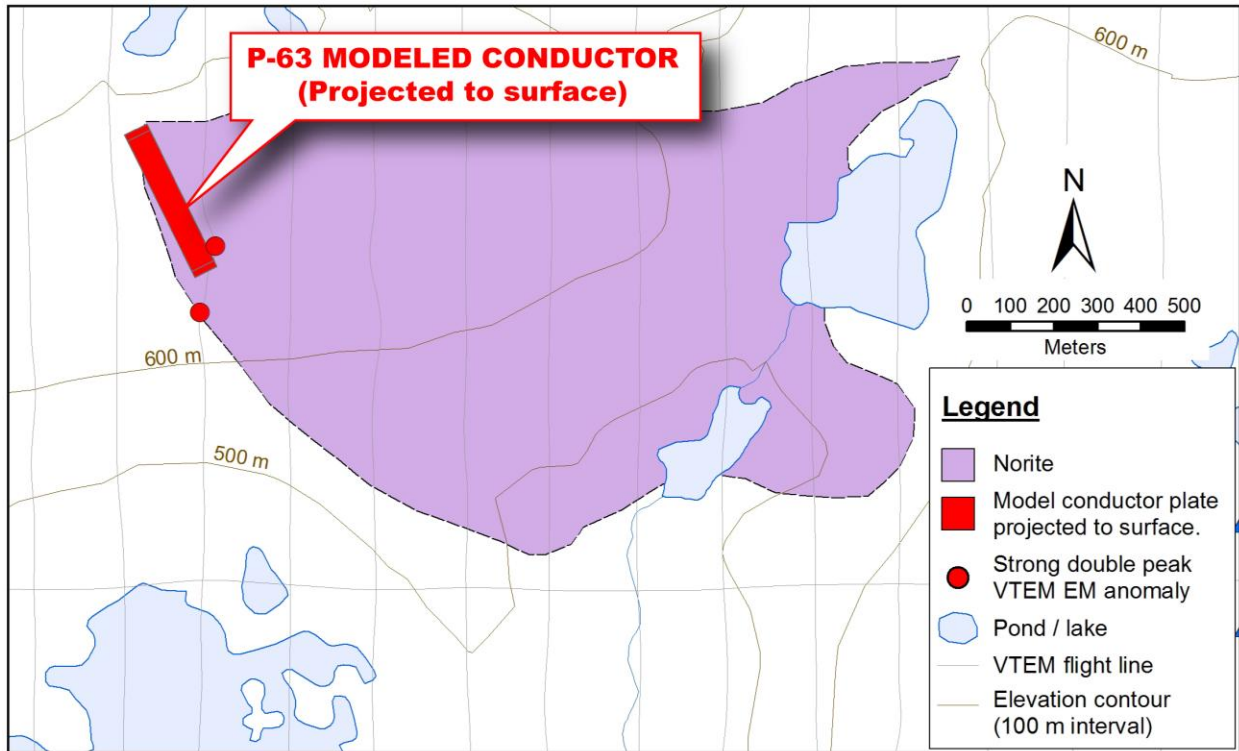 P-63 MODELED CONDUCTOR
(Projected to surface)
600 m
N
0 100 200 300 400 500
Meters
600 m
500 m
Legend
Norite
Model conductor plate
projected to surface.
Strong double peak
VTEM EM anomaly
Pond / lake
VTEM flight line
Elevation contour
(100 m interval)